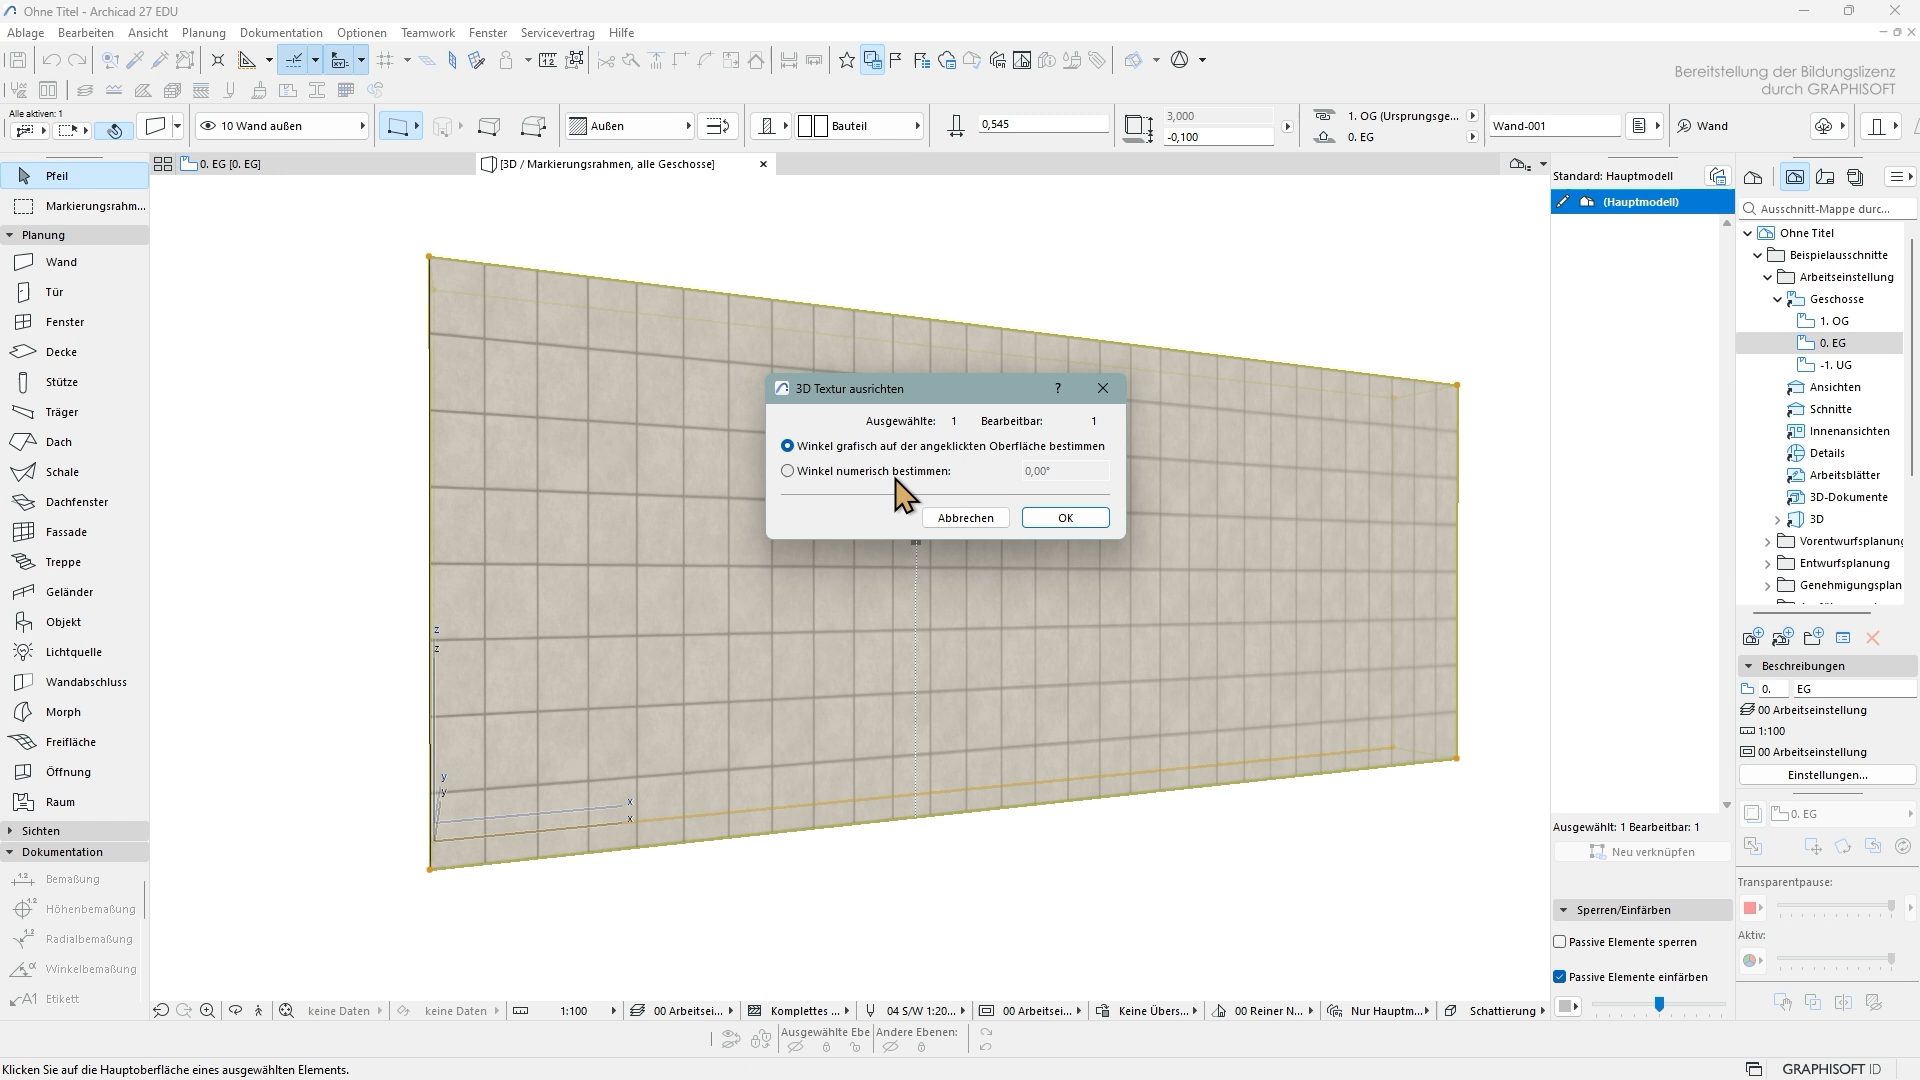 Ohne Titel - Archicad 27 EDU
Ablage Bearbeiten Ansicht Planung Dokumentation Optionen Teamwork Fenster Servicevertrag Hilfe
Bereitstellung der Bildungslizenz
durch GRAPHISOFT
Alle aktiven: 1
10 Wand außen
Außen
Bauteil
0,545
3,000
-0,100
1. OG (Ursprungsge...
0. EG
Wand-001
Wand
0. EG [0. EG]
[3D / Markierungsrahmen, alle Geschosse]
Pfeil
Markierungsrahm...
Planung
Wand
Tür
Fenster
Decke
Stütze
Träger
Dach
Schale
Dachfenster
Fassade
Treppe
Geländer
Objekt
Lichtquelle
Wandabschluss
Morph
Freifläche
Öffnung
Raum
Sichten
Dokumentation
Bemaßung
Höhenbemaßung
Radialbemaßung
Winkelbemaßung
Etikett
z
z
y
y
x
x
3D Textur ausrichten
?
Ausgewählte: 1 Bearbeitbar: 1
Winkel grafisch auf der angeklickten Oberfläche bestimmen
Winkel numerisch bestimmen: 0,00°
Abbrechen OK
Standard: Hauptmodell
(Hauptmodell)
Ausgewählt: 1 Bearbeitbar: 1
Neu verknüpfen
Sperren/Einfärben
Passive Elemente sperren
Passive Elemente einfärben
Ausschnitt-Mappe durc...
Ohne Titel
Beispielausschnitte
Arbeitseinstellung
Geschosse
1. OG
0. EG
-1. UG
Ansichten
Schnitte
Innenansichten
Details
Arbeitsblätter
3D-Dokumente
3D
Vorentwurfsplanung
Entwurfsplanung
Genehmigungsplan
Beschreibungen
0. EG
00 Arbeitseinstellung
1:100
00 Arbeitseinstellung
Einstellungen...
0. EG
Transparentpause:
Aktiv:
keine Daten keine Daten 1:100 00 Arbeitsei... Komplettes ... 04 S/W 1:20... 00 Arbeitsei... Keine Übers... 00 Reiner N... Nur Hauptm... Schattierung
Ausgewählte Ebe Andere Ebenen:
Klicken Sie auf die Hauptoberfläche eines ausgewählten Elements.
GRAPHISOFT ID